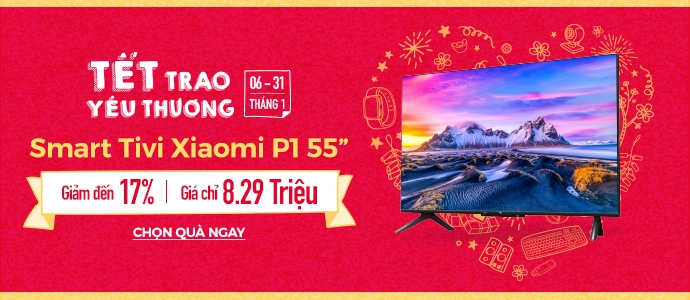 TẾT TRAO
YÊU THƯƠNG
06 – 31
THÁNG 1
Smart Tivi Xiaomi P1 55”
Giảm đến 17% | Giá chỉ 8.29 Triệu
CHỌN QUÀ NGAY